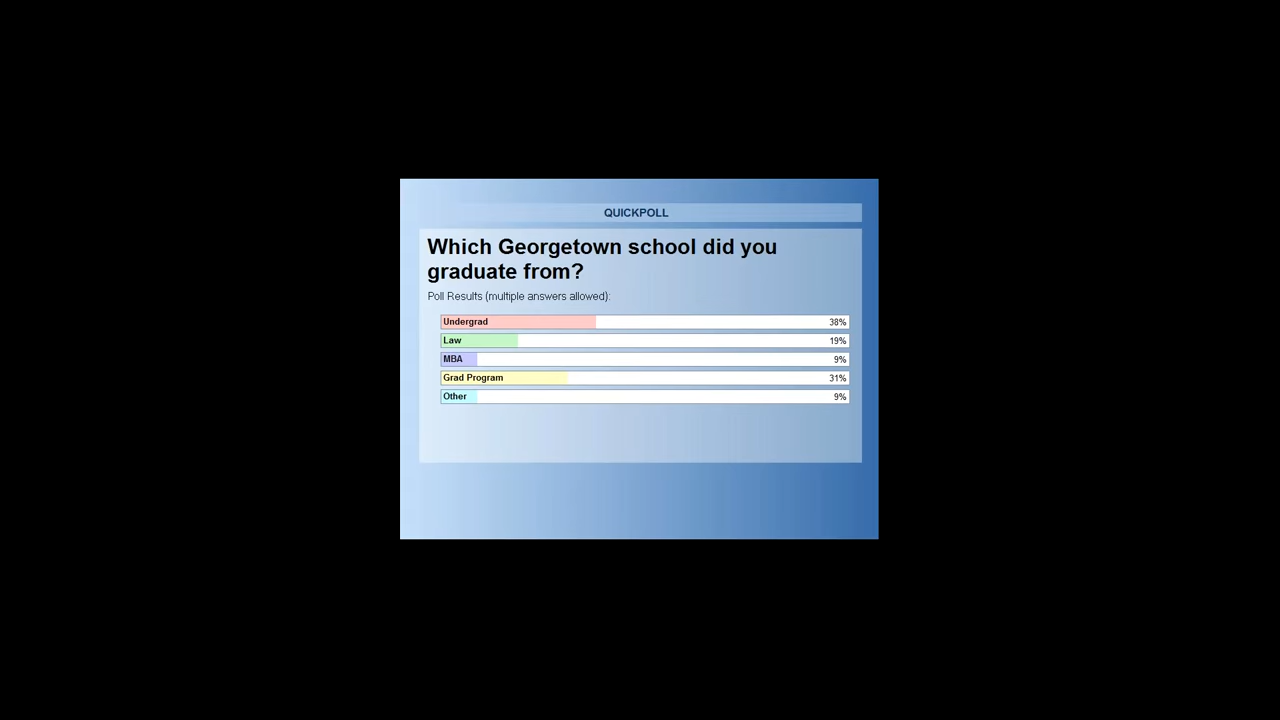 QUICKPOLL
Which Georgetown school did you
graduate from?
Poll Results (multiple answers allowed):
Undergrad 38%
Law 19%
MBA 9%
Grad Program 31%
Other 9%